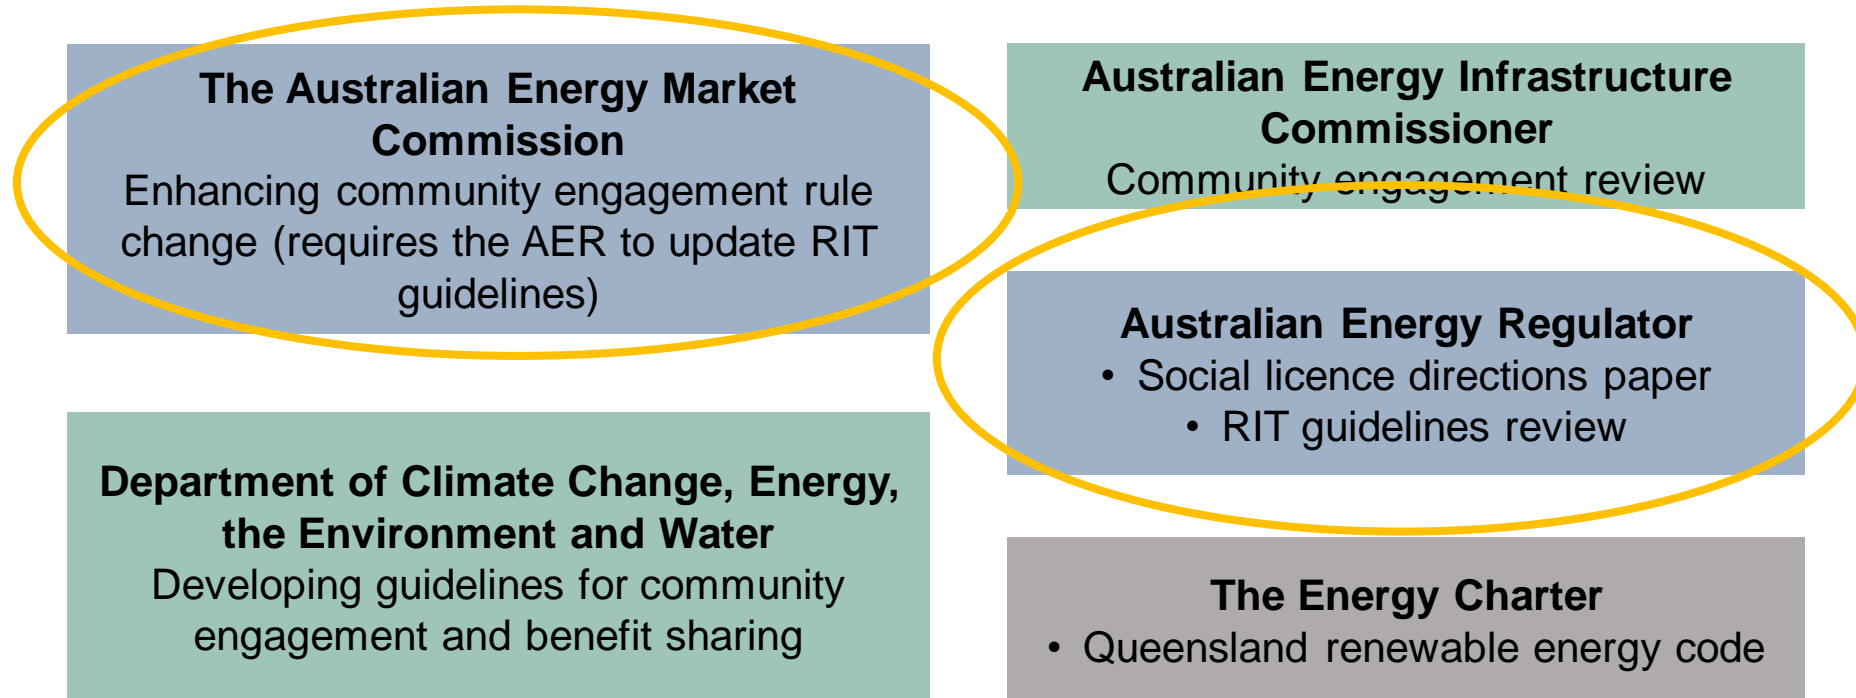 The Australian Energy Market
Commission
Enhancing community engagement rule
change (requires the AER to update RIT
guidelines)
Australian Energy Infrastructure
Commissioner
Community engagement review
Australian Energy Regulator
• Social licence directions paper
• RIT guidelines review
Department of Climate Change, Energy,
the Environment and Water
Developing guidelines for community
engagement and benefit sharing
The Energy Charter
• Queensland renewable energy code